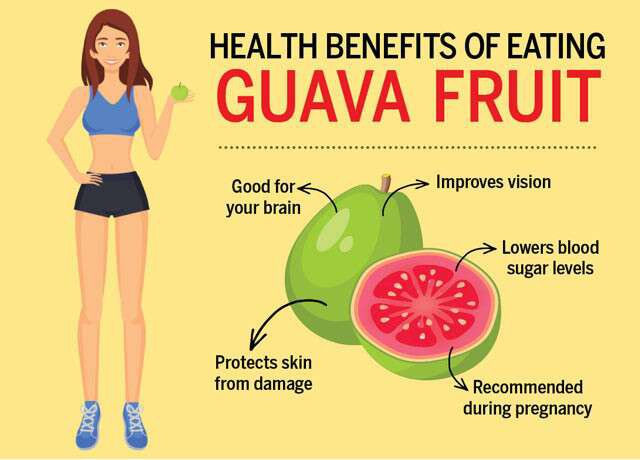 HEALTH BENEFITS OF EATING
GUAVA FRUIT
Good for
your brain
Improves vision
Lowers blood
sugar levels
Protects skin
from damage
Recommended
during pregnancy